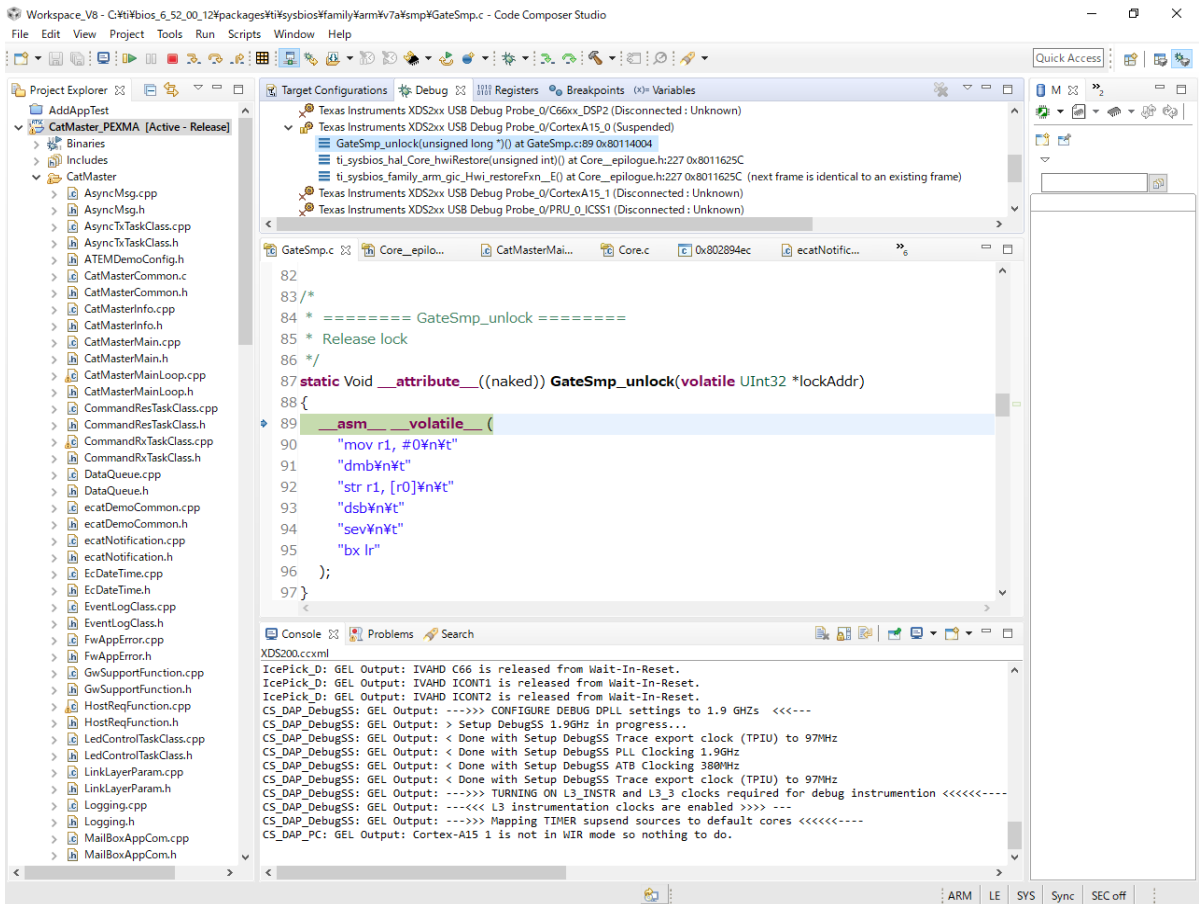 Workspace_V8 - C:¥ti¥bios_6_52_00_12¥packages¥ti¥sysbios¥family¥arm¥v7a¥smp¥GateSmp.c - Code Composer Studio
File Edit View Project Tools Run Scripts Window Help
Quick Access
Project Explorer
AddAppTest
CatMaster_PEXMA [Active - Release]
Binaries
Includes
CatMaster
AsyncMsg.cpp
AsyncMsg.h
AsyncTxTaskClass.cpp
AsyncTxTaskClass.h
ATEMDemoConfig.h
CatMasterCommon.c
CatMasterCommon.h
CatMasterInfo.cpp
CatMasterInfo.h
CatMasterMain.cpp
CatMasterMain.h
CatMasterMainLoop.cpp
CatMasterMainLoop.h
CommandResTaskClass.cpp
CommandResTaskClass.h
CommandRxTaskClass.cpp
CommandRxTaskClass.h
DataQueue.cpp
DataQueue.h
ecatDemoCommon.cpp
ecatDemoCommon.h
ecatNotification.cpp
ecatNotification.h
EcDateTime.cpp
EcDateTime.h
EventLogClass.cpp
EventLogClass.h
FwAppError.cpp
FwAppError.h
GwSupportFunction.cpp
GwSupportFunction.h
HostReqFunction.cpp
HostReqFunction.h
LedControlTaskClass.cpp
LedControlTaskClass.h
LinkLayerParam.cpp
LinkLayerParam.h
Logging.cpp
Logging.h
MailBoxAppCom.cpp
MailBoxAppCom.h
Target Configurations Debug Registers Breakpoints (x)= Variables
Texas Instruments XDS2xx USB Debug Probe_0/C66xx_DSP2 (Disconnected : Unknown)
Texas Instruments XDS2xx USB Debug Probe_0/CortexA15_0 (Suspended)
GateSmp_unlock(unsigned long *)() at GateSmp.c:89 0x80114004
ti_sysbios_hal_Core_hwiRestore(unsigned int)() at Core__epilogue.h:227 0x8011625C
ti_sysbios_family_arm_gic_Hwi_restoreFxn__E() at Core__epilogue.h:227 0x8011625C (next frame is identical to an existing frame)
Texas Instruments XDS2xx USB Debug Probe_0/CortexA15_1 (Disconnected : Unknown)
Texas Instruments XDS2xx USB Debug Probe_0/PRU_0_ICSS1 (Disconnected : Unknown)
GateSmp.c Core__epilo... CatMasterMai... Core.c 0x802894ec ecatNotific... »6
82
83 /*
84 * ======== GateSmp_unlock ========
85 * Release lock
86 */
87 static Void __attribute__((naked)) GateSmp_unlock(volatile UInt32 *lockAddr)
88 {
89 __asm__ __volatile__ (
90 "mov r1, #0¥n¥t"
91 "dmb¥n¥t"
92 "str r1, [r0]¥n¥t"
93 "dsb¥n¥t"
94 "sev¥n¥t"
95 "bx lr"
96 );
97 }
Console Problems Search
XDS200.ccxml
IcePick_D: GEL Output: IVAHD C66 is released from Wait-In-Reset.
IcePick_D: GEL Output: IVAHD ICONT1 is released from Wait-In-Reset.
IcePick_D: GEL Output: IVAHD ICONT2 is released from Wait-In-Reset.
CS_DAP_DebugSS: GEL Output: --->>> CONFIGURE DEBUG DPLL settings to 1.9 GHZs <<<---
CS_DAP_DebugSS: GEL Output: > Setup DebugSS 1.9GHz in progress...
CS_DAP_DebugSS: GEL Output: < Done with Setup DebugSS Trace export clock (TPIU) to 97MHz
CS_DAP_DebugSS: GEL Output: < Done with Setup DebugSS PLL Clocking 1.9GHz
CS_DAP_DebugSS: GEL Output: < Done with Setup DebugSS ATB Clocking 380MHz
CS_DAP_DebugSS: GEL Output: < Done with Setup DebugSS Trace export clock (TPIU) to 97MHz
CS_DAP_DebugSS: GEL Output: --->>> TURNING ON L3_INSTR and L3_3 clocks required for debug instrumention <<<<<<----
CS_DAP_DebugSS: GEL Output: ---<<< L3 instrumentation clocks are enabled >>>> ---
CS_DAP_DebugSS: GEL Output: --->>> Mapping TIMER supsend sources to default cores <<<<<<----
CS_DAP_PC: GEL Output: Cortex-A15 1 is not in WIR mode so nothing to do.
M »2
ARM LE SYS Sync SEC off